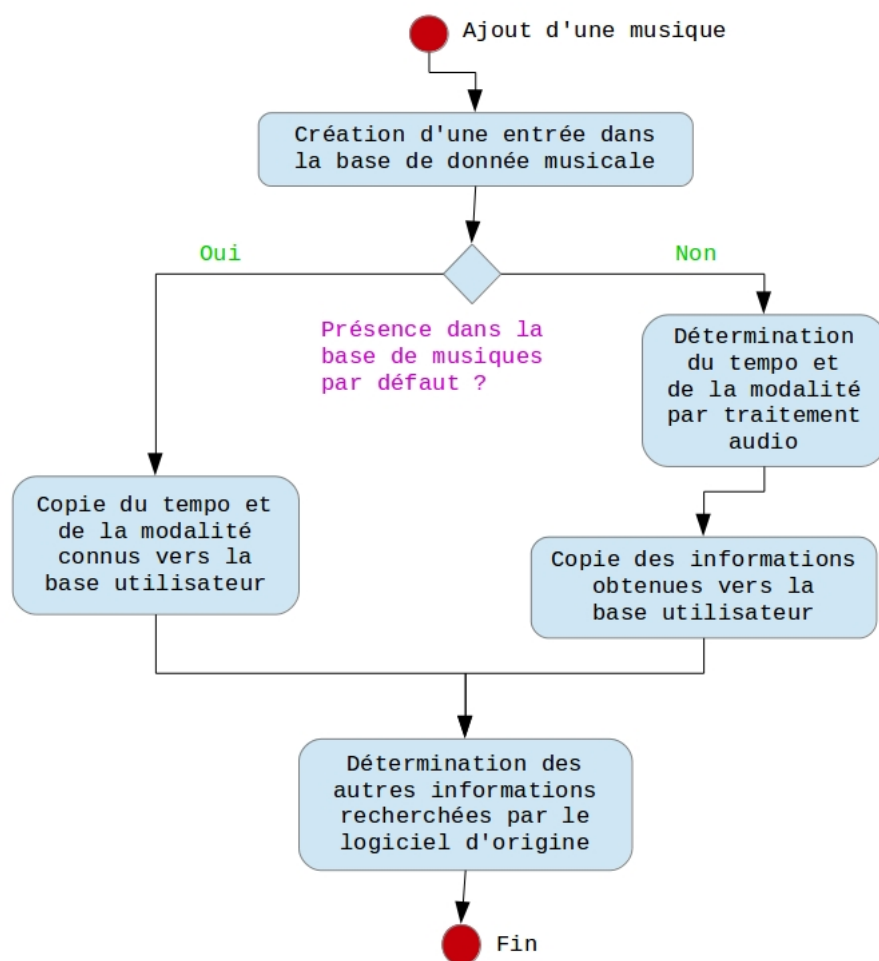 Ajout d'une musique
Création d'une entrée dans
la base de donnée musicale
Oui
Non
Présence dans la
base de musiques
par défaut ?
Détermination
du tempo et
de la modalité
par traitement
audio
Copie du tempo et
de la modalité
connus vers la
base utilisateur
Copie des informations
obtenues vers la
base utilisateur
Détermination des
autres informations
recherchées par le
logiciel d'origine
Fin